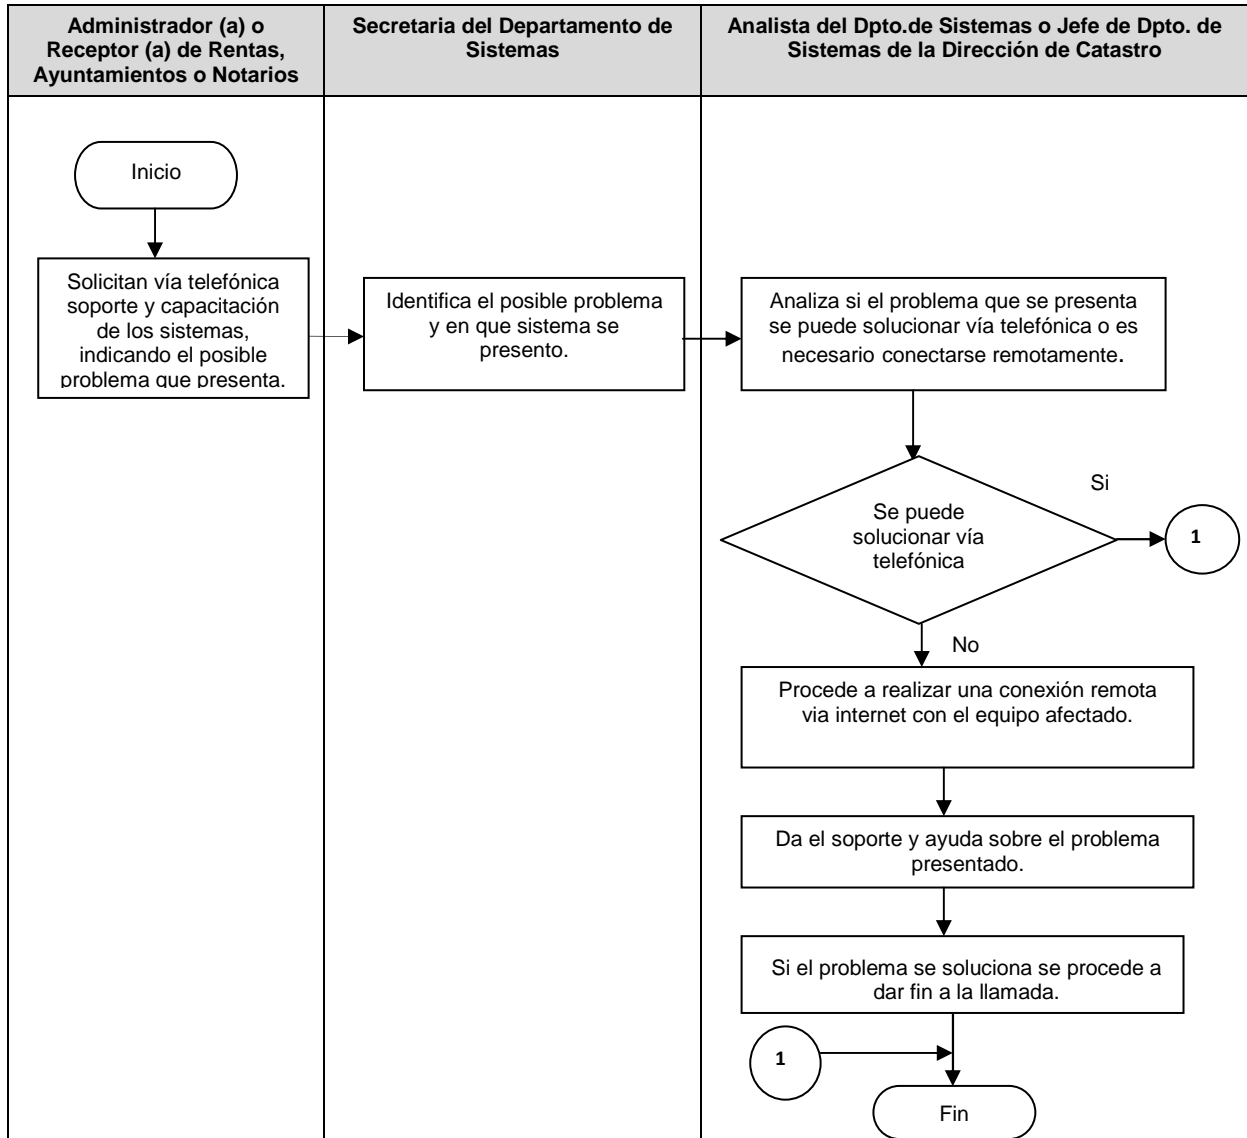 Administrador (a) o
Receptor (a) de Rentas,
Ayuntamientos o Notarios
Secretaria del Departamento de
Sistemas
Analista del Dpto.de Sistemas o Jefe de Dpto. de
Sistemas de la Dirección de Catastro
Inicio
Solicitan vía telefónica
soporte y capacitación
de los sistemas,
indicando el posible
problema que presenta.
Identifica el posible problema
y en que sistema se
presento.
Analiza si el problema que se presenta
se puede solucionar vía telefónica o es
necesario conectarse remotamente.
Se puede
solucionar vía
telefónica
Si
1
No
Procede a realizar una conexión remota
via internet con el equipo afectado.
Da el soporte y ayuda sobre el problema
presentado.
Si el problema se soluciona se procede a
dar fin a la llamada.
1
Fin